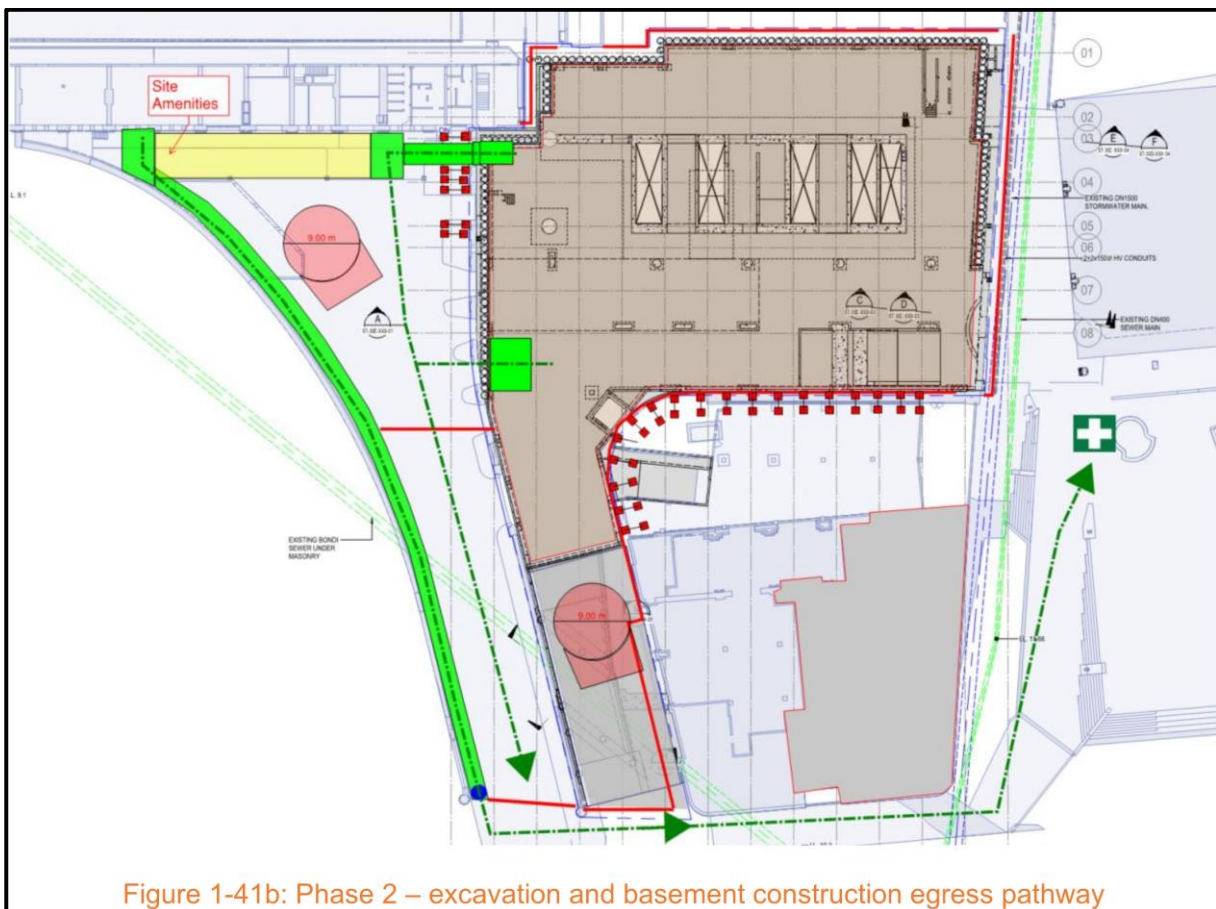 01
Site
Amenities
02
03
E
F
04
EXISTING DN1500
STORMWATER MAIN,
05
06
07
08
9.00 m
A
C
D
EXISTING DN400
SEWER MAIN
EXISTING BONDI
SEWER UNDER
MASONRY
9.00 m
Figure 1-41b: Phase 2 – excavation and basement construction egress pathway